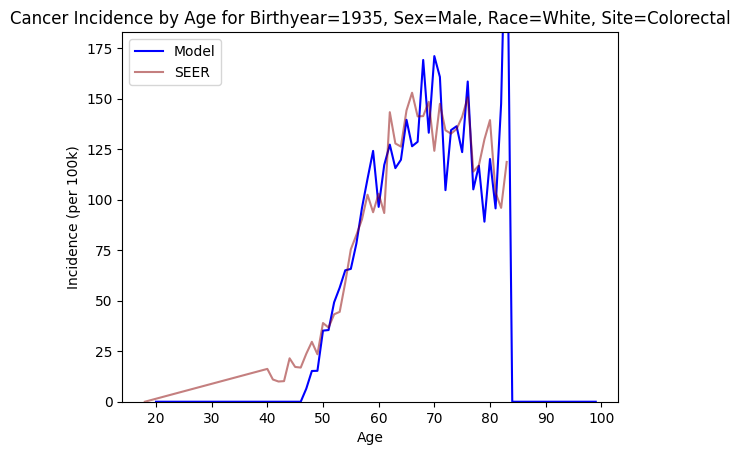 Cancer Incidence by Age for Birthyear=1935, Sex=Male, Race=White, Site=Colorectal
Model
SEER
Incidence (per 100k)
175
150
125
100
75
50
25
0
20 30 40 50 60 70 80 90 100
Age